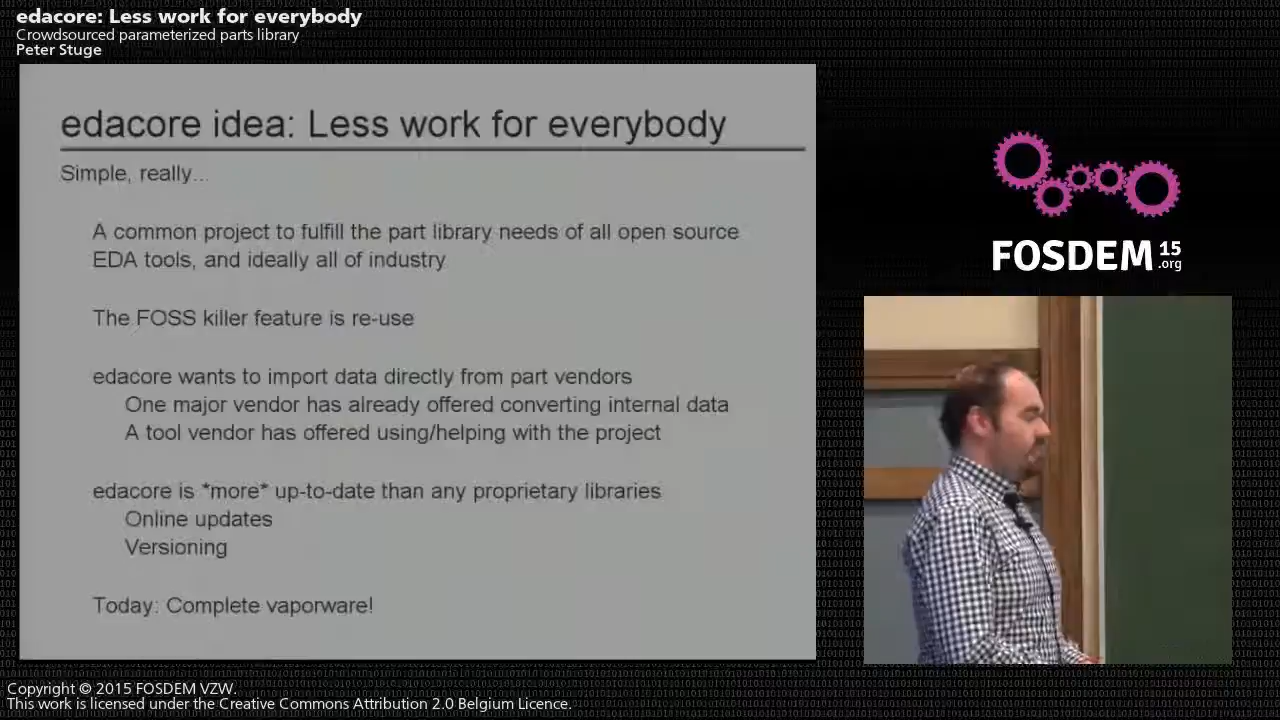 edacore: Less work for everybody
Crowdsourced parameterized parts library
Peter Stuge
edacore idea: Less work for everybody
Simple, really...
A common project to fulfill the part library needs of all open source
EDA tools, and ideally all of industry
The FOSS killer feature is re-use
edacore wants to import data directly from part vendors
One major vendor has already offered converting internal data
A tool vendor has offered using/helping with the project
edacore is *more* up-to-date than any proprietary libraries
Online updates
Versioning
Today: Complete vaporware!
FOSDEM 15
.org
Copyright © 2015 FOSDEM VZW.
This work is licensed under the Creative Commons Attribution 2.0 Belgium Licence.